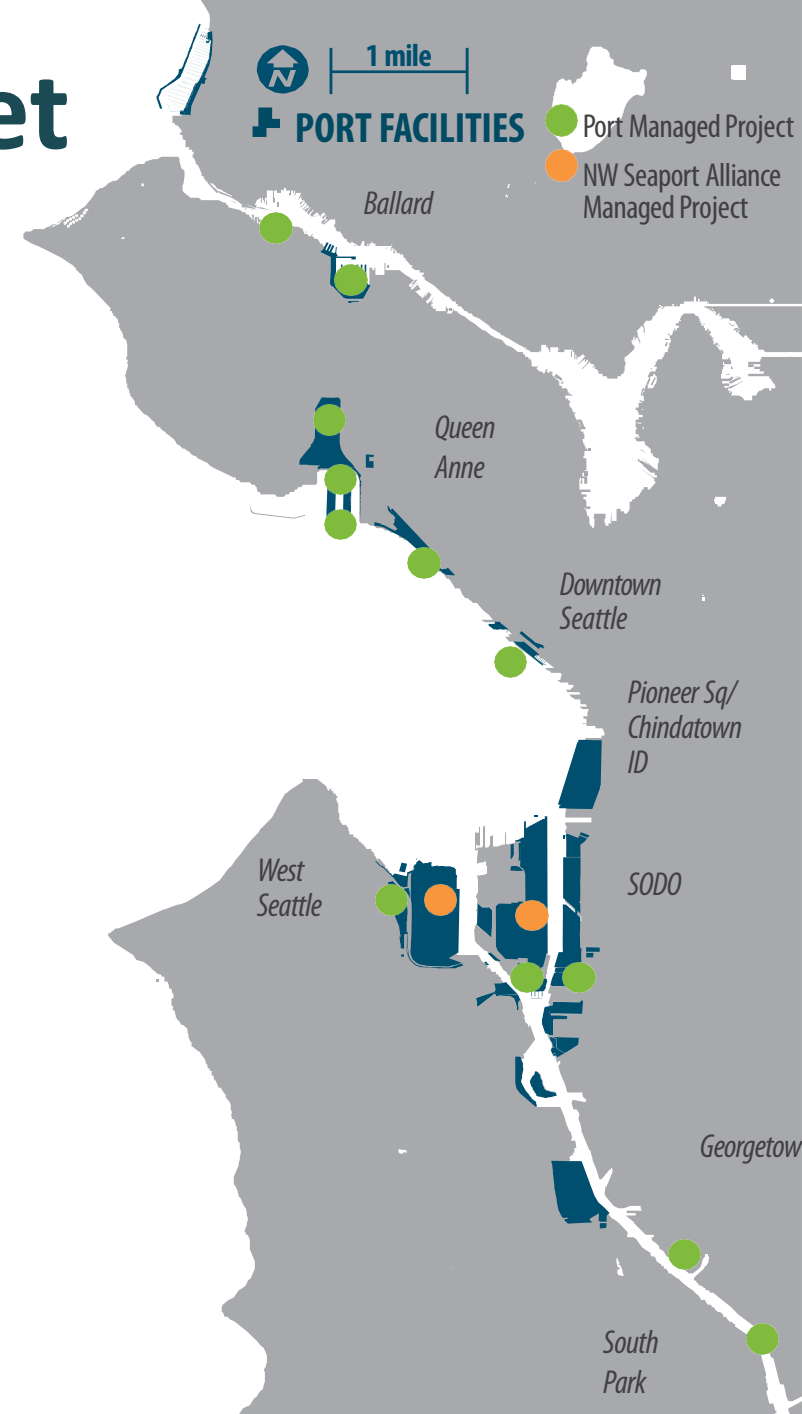 et
N
1 mile
PORT FACILITIES
Port Managed Project
NW Seaport Alliance
Managed Project
Ballard
Queen
Anne
Downtown
Seattle
Pioneer Sq/
Chindatown
ID
West
Seattle
SODO
Georgetow
South
Park